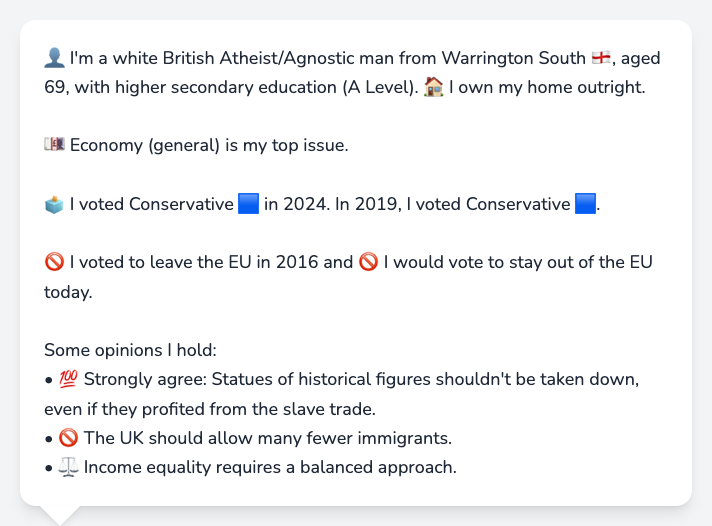 👤 I'm a white British Atheist/Agnostic man from Warrington South 🏴󠁧󠁢󠁥󠁮󠁧󠁿, aged
69, with higher secondary education (A Level). 🏠 I own my home outright.
💷 Economy (general) is my top issue.
🗳️ I voted Conservative 🟦 in 2024. In 2019, I voted Conservative 🟦.
🚫 I voted to leave the EU in 2016 and 🚫 I would vote to stay out of the EU
today.
Some opinions I hold:
• 💯 Strongly agree: Statues of historical figures shouldn't be taken down,
even if they profited from the slave trade.
• 🚫 The UK should allow many fewer immigrants.
• ⚖️ Income equality requires a balanced approach.